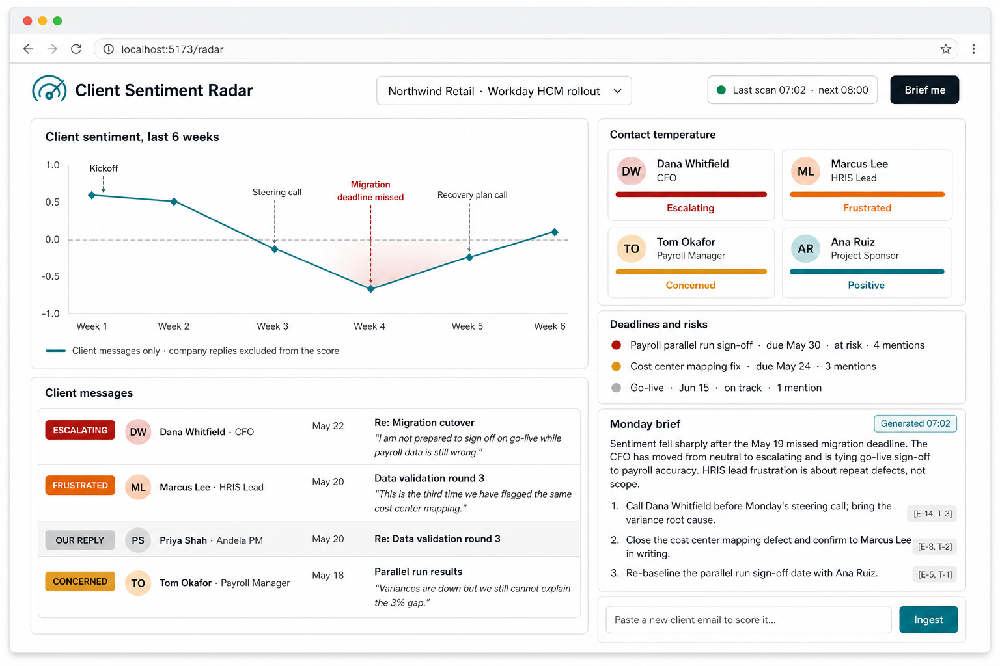 localhost:5173/radar
Client Sentiment Radar
Northwind Retail · Workday HCM rollout
Last scan 07:02 · next 08:00
Brief me
Client sentiment, last 6 weeks
1.0
0.5
0.0
-0.5
-1.0
Kickoff
Steering call
Migration
deadline missed
Recovery plan call
Week 1
Week 2
Week 3
Week 4
Week 5
Week 6
Client messages only · company replies excluded from the score
Client messages
ESCALATING
DW
Dana Whitfield · CFO
May 22
Re: Migration cutover
“I am not prepared to sign off on go-live while
payroll data is still wrong.”
FRUSTRATED
ML
Marcus Lee · HRIS Lead
May 20
Data validation round 3
“This is the third time we have flagged the same
cost center mapping.”
OUR REPLY
PS
Priya Shah · Andela PM
May 20
Re: Data validation round 3
CONCERNED
TO
Tom Okafor · Payroll Manager
May 18
Parallel run results
“Variances are down but we still cannot explain
the 3% gap.”
Contact temperature
DW
Dana Whitfield
CFO
Escalating
ML
Marcus Lee
HRIS Lead
Frustrated
TO
Tom Okafor
Payroll Manager
Concerned
AR
Ana Ruiz
Project Sponsor
Positive
Deadlines and risks
Payroll parallel run sign-off · due May 30 · at risk · 4 mentions
Cost center mapping fix · due May 24 · 3 mentions
Go-live · Jun 15 · on track · 1 mention
Monday brief
Generated 07:02
Sentiment fell sharply after the May 19 missed migration deadline. The
CFO has moved from neutral to escalating and is tying go-live sign-off
to payroll accuracy. HRIS lead frustration is about repeat defects, not
scope.
1. Call Dana Whitfield before Monday's steering call; bring the
variance root cause.
[E-14, T-3]
2. Close the cost center mapping defect and confirm to Marcus Lee
in writing.
[E-8, T-2]
3. Re-baseline the parallel run sign-off date with Ana Ruiz.
[E-5, T-1]
Paste a new client email to score it...
Ingest